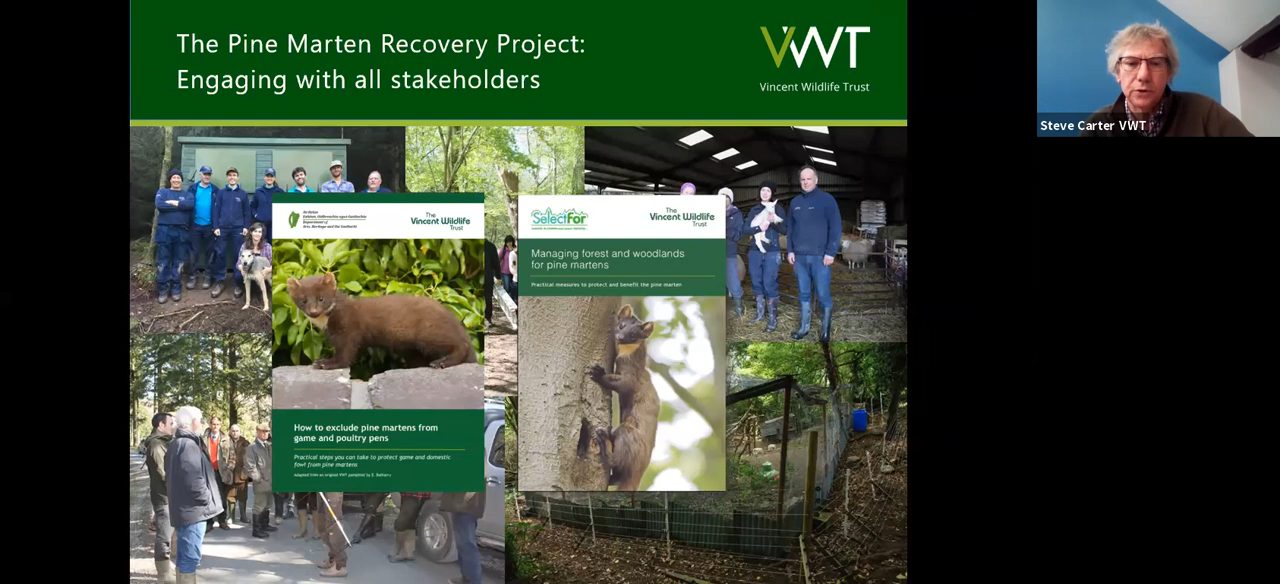 The Pine Marten Recovery Project:
Engaging with all stakeholders
VWT
Vincent Wildlife Trust
Steve Carter VWT
The
Vincent Wildlife
Trust
How to exclude pine martens from
game and poultry pens
Practical steps you can take to protect game and domestic
fowl from pine martens
SelectFor
The
Vincent Wildlife
Trust
Managing forest and woodlands
for pine martens
Practical measures to protect and benefit the pine marten